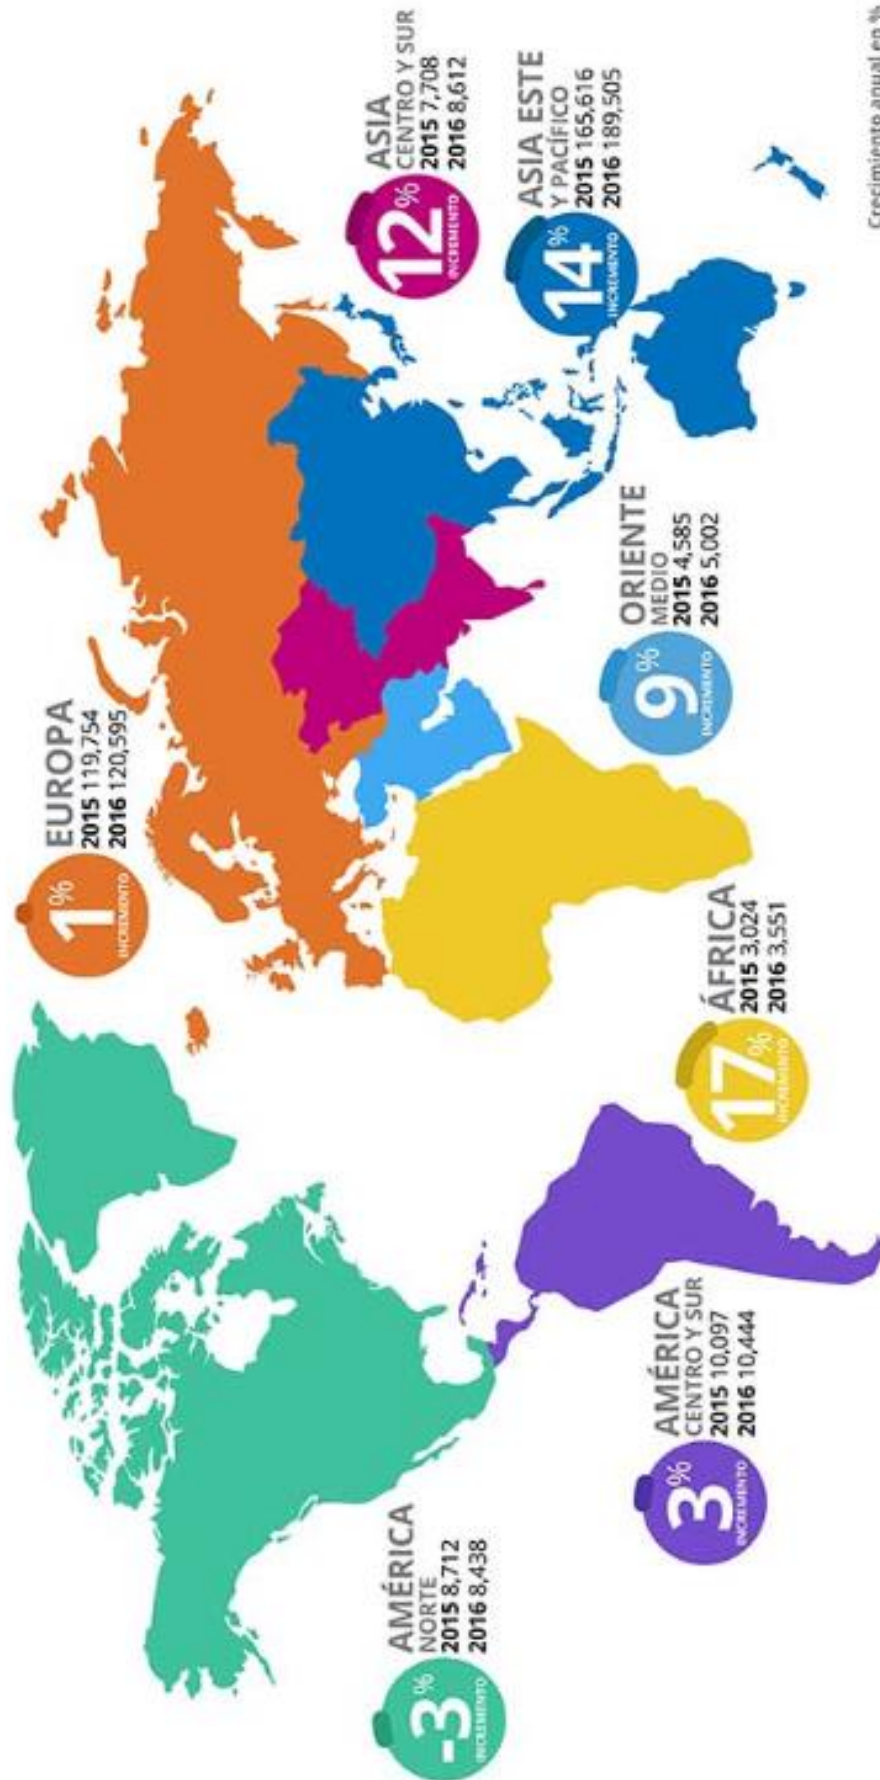 1%
INCREMENTO
EUROPA
2015 119,754
2016 120,595
-3%
INCREMENTO
AMÉRICA
NORTE
2015 8,712
2016 8,438
12%
INCREMENTO
ASIA
CENTRO Y SUR
2015 7,708
2016 8,612
14%
INCREMENTO
ASIA ESTE
Y PACÍFICO
2015 165,616
2016 189,505
3%
INCREMENTO
AMÉRICA
CENTRO Y SUR
2015 10,097
2016 10,444
17%
INCREMENTO
ÁFRICA
2015 3,024
2016 3,551
9%
INCREMENTO
ORIENTE
MEDIO
2015 4,585
2016 5,002
Crecimiento anual en %